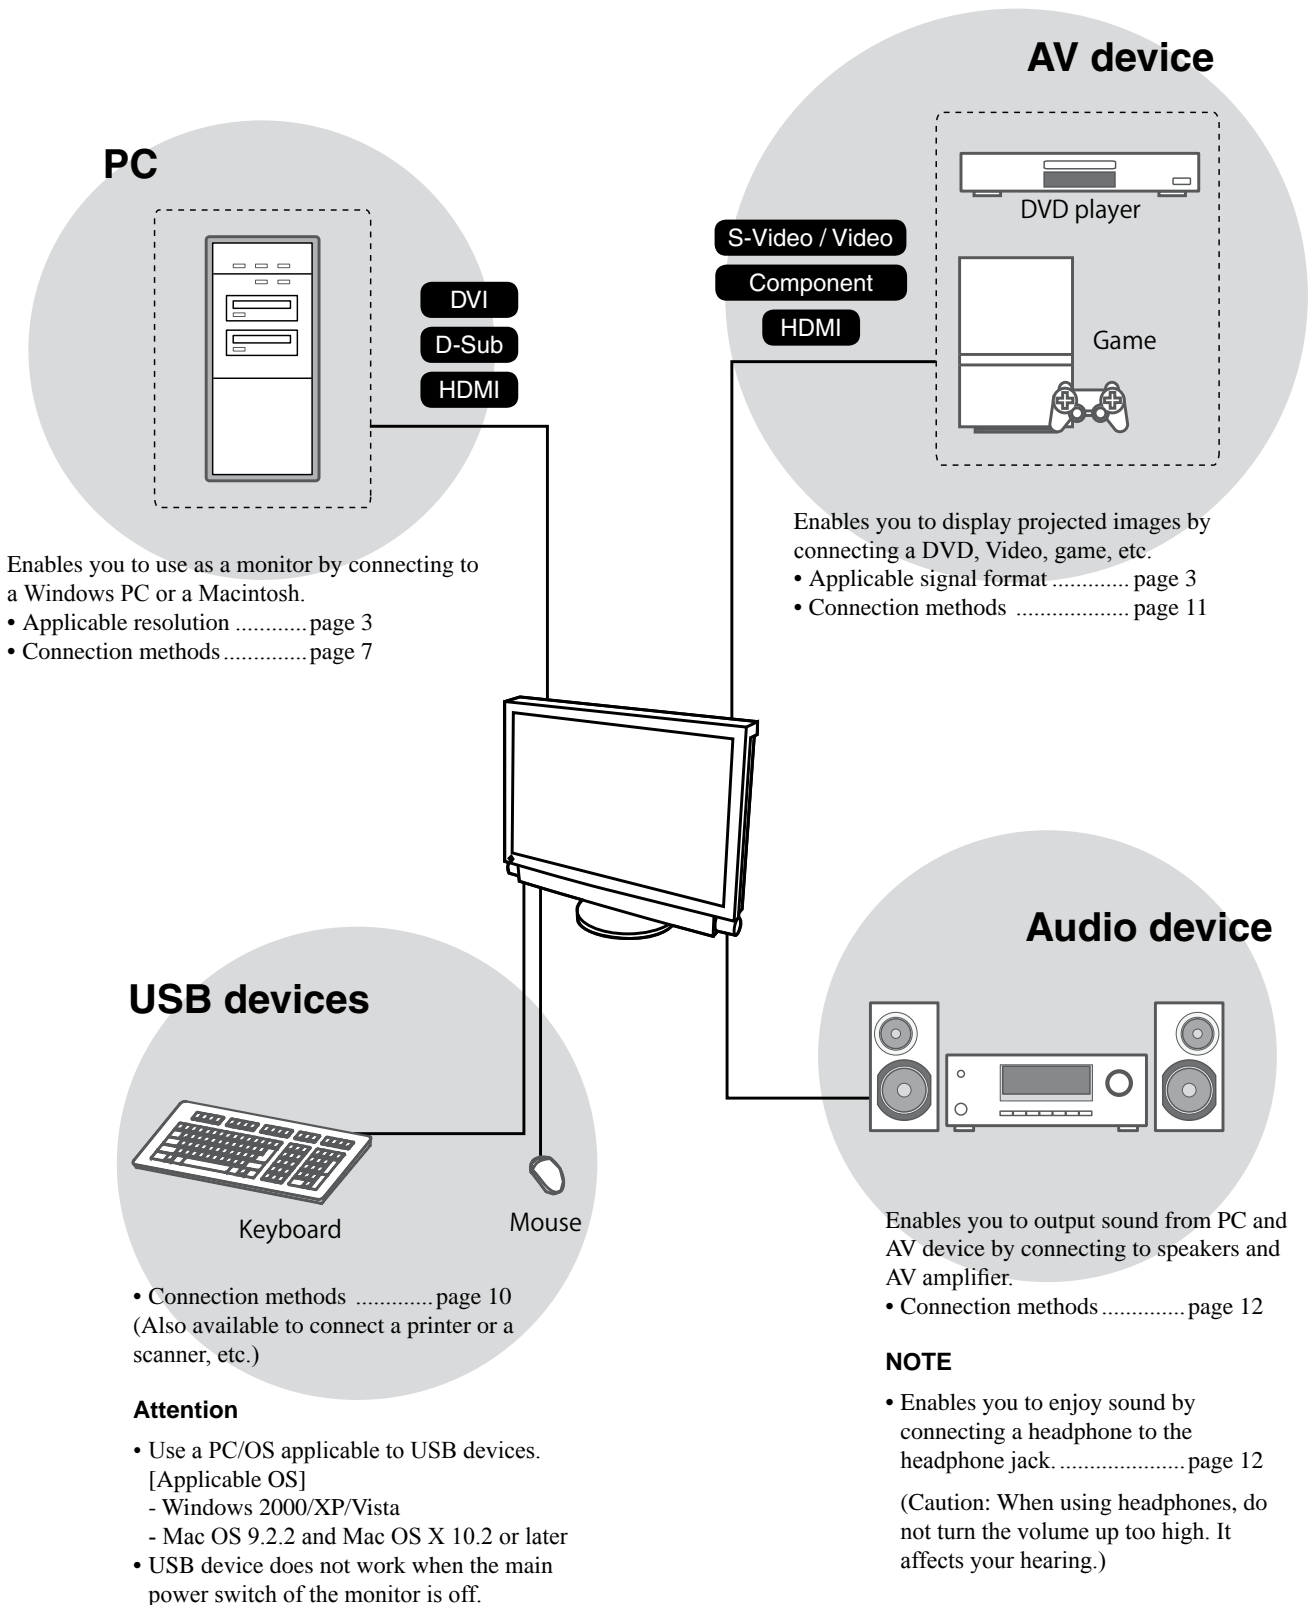 AV device
DVD player
Game
S-Video / Video
Component
HDMI
Enables you to display projected images by
connecting a DVD, Video, game, etc.
• Applicable signal format ............. page 3
• Connection methods ................... page 11
PC
DVI
D-Sub
HDMI
Enables you to use as a monitor by connecting to
a Windows PC or a Macintosh.
• Applicable resolution ............page 3
• Connection methods..............page 7
USB devices
Keyboard
Mouse
• Connection methods .............page 10
(Also available to connect a printer or a
scanner, etc.)
Attention
• Use a PC/OS applicable to USB devices.
[Applicable OS]
- Windows 2000/XP/Vista
- Mac OS 9.2.2 and Mac OS X 10.2 or later
• USB device does not work when the main
power switch of the monitor is off.
Audio device
Enables you to output sound from PC and
AV device by connecting to speakers and
AV amplifier.
• Connection methods..............page 12
NOTE
• Enables you to enjoy sound by
connecting a headphone to the
headphone jack. .....................page 12
(Caution: When using headphones, do
not turn the volume up too high. It
affects your hearing.)